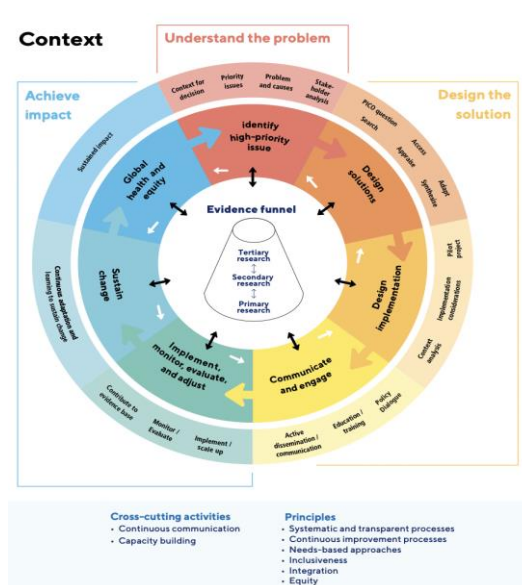 Context
Understand the problem
Achieve
impact
Design the
solution
Context for
decision
Priority
issues
Problem
and causes
Stake-
holder
analysis
PICO question
Search
Access
Appraise
Synthesise
Adapt
Pilot
project
Implementation
considerations
Context
analysis
Policy
Dialogue
Education /
training
Active
dissemination /
communication
Implement /
scale up
Monitor /
Evaluate
Contribute to
evidence base
Continuous adaptation and
learning to sustain change
Sustained impact
identify
high-priority
issue
Design
solutions
Design
implementation
Communicate
and engage
Implement,
monitor, evaluate,
and adjust
Sustain
change
Global
health and
equity
Evidence funnel
Tertiary
research
Secondary
research
Primary
research
Cross-cutting activities
• Continuous communication
• Capacity building
Principles
• Systematic and transparent processes
• Continuous improvement processes
• Needs-based approaches
• Inclusiveness
• Integration
• Equity